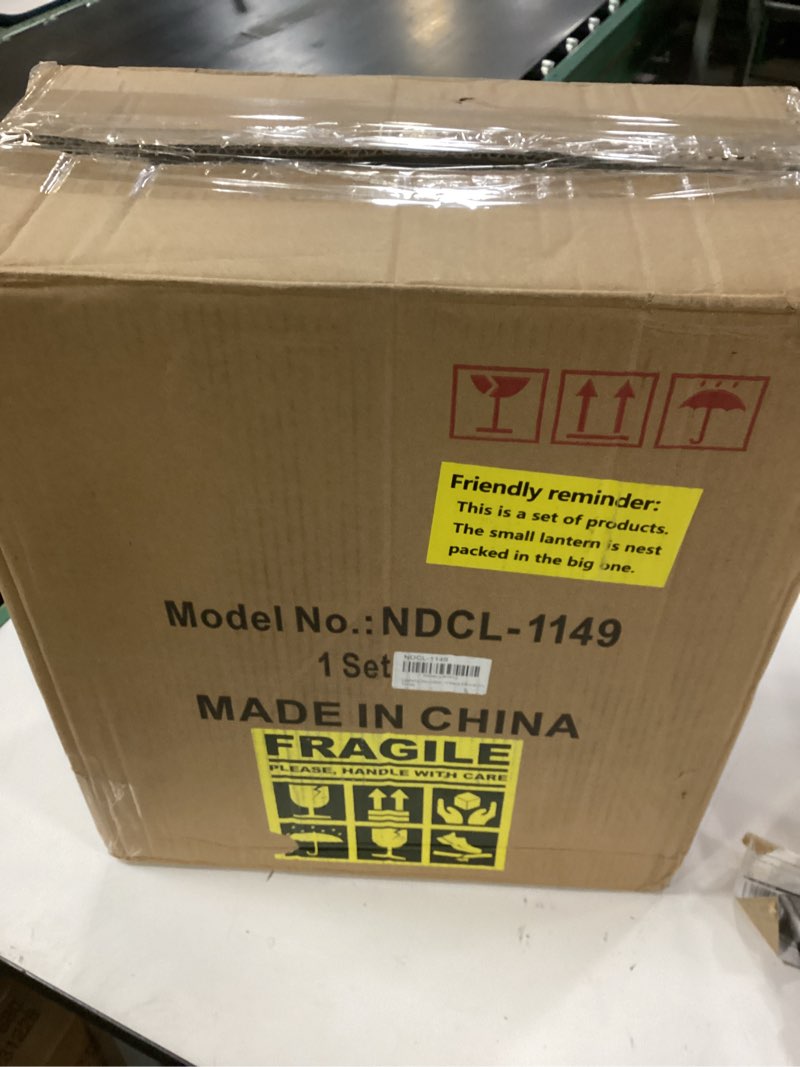 Friendly reminder:
This is a set of products.
The small lantern is nest
packed in the big one.
Model No.:NDCL-1149
1 Set
NDCL-1149
MADE IN CHINA
FRAGILE
PLEASE, HANDLE WITH CARE